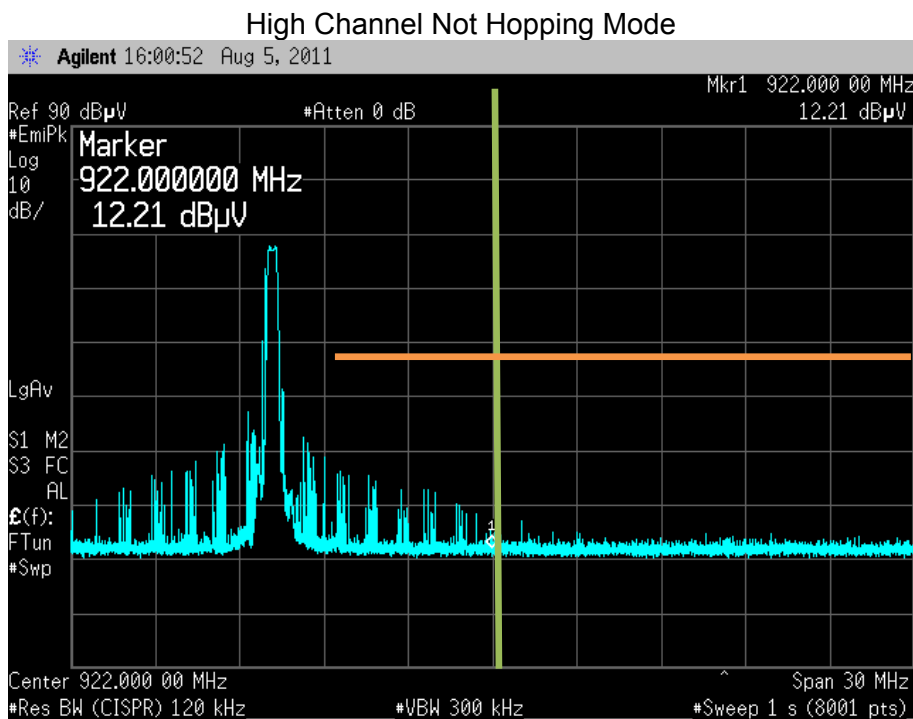 High Channel Not Hopping Mode
Agilent 16:00:52 Aug 5, 2011
Mkr1 922.000 00 MHz
Ref 90 dBµV #Atten 0 dB 12.21 dBµV
#EmiPk
Log
10
dB/
Marker
922.000000 MHz
12.21 dBµV
LgAv
S1 M2
S3 FC
AL
£(f):
FTun
#Swp
1
Center 922.000 00 MHz Span 30 MHz
#Res BW (CISPR) 120 kHz #VBW 300 kHz #Sweep 1 s (8001 pts)